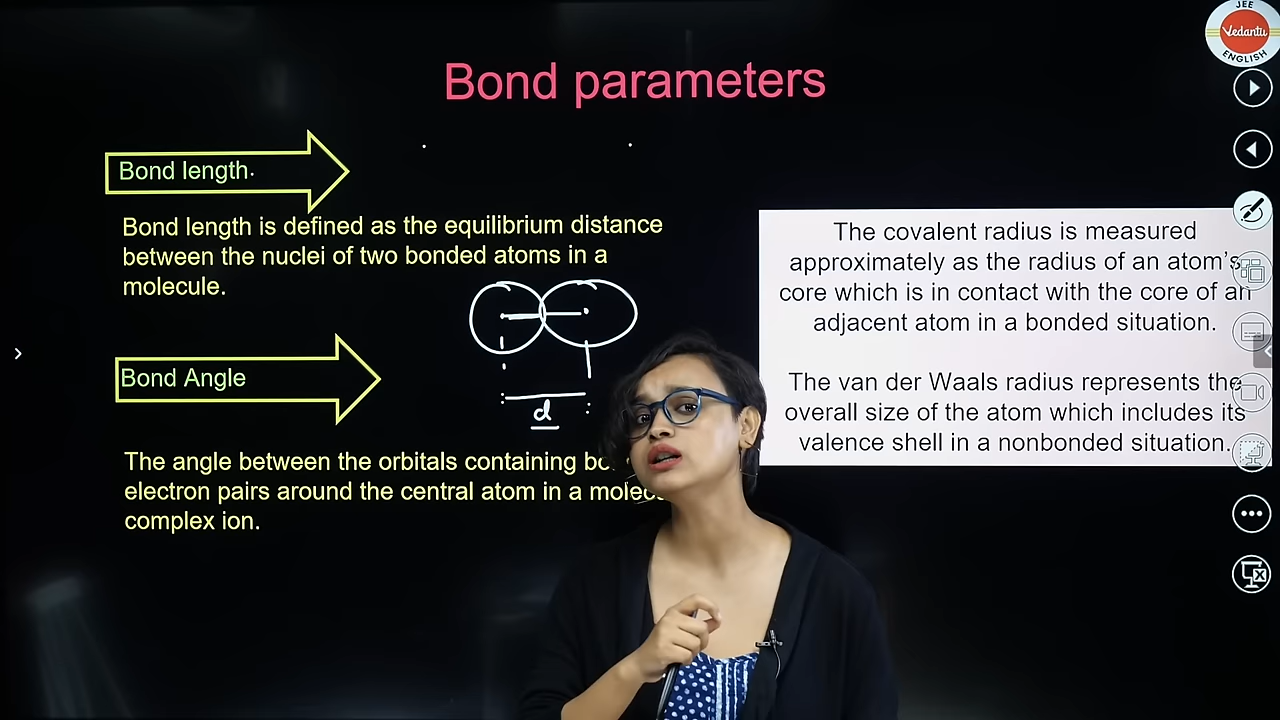 JEE
Vedantu
ENGLISH
Bond parameters
Bond length
Bond length is defined as the equilibrium distance
between the nuclei of two bonded atoms in a
molecule.
d
Bond Angle
The angle between the orbitals containing
electron pairs around the central atom in a
complex ion.
The covalent radius is measured
approximately as the radius of an atom's
core which is in contact with the core of an
adjacent atom in a bonded situation.
The van der Waals radius represents the
overall size of the atom which includes its
valence shell in a nonbonded situation.